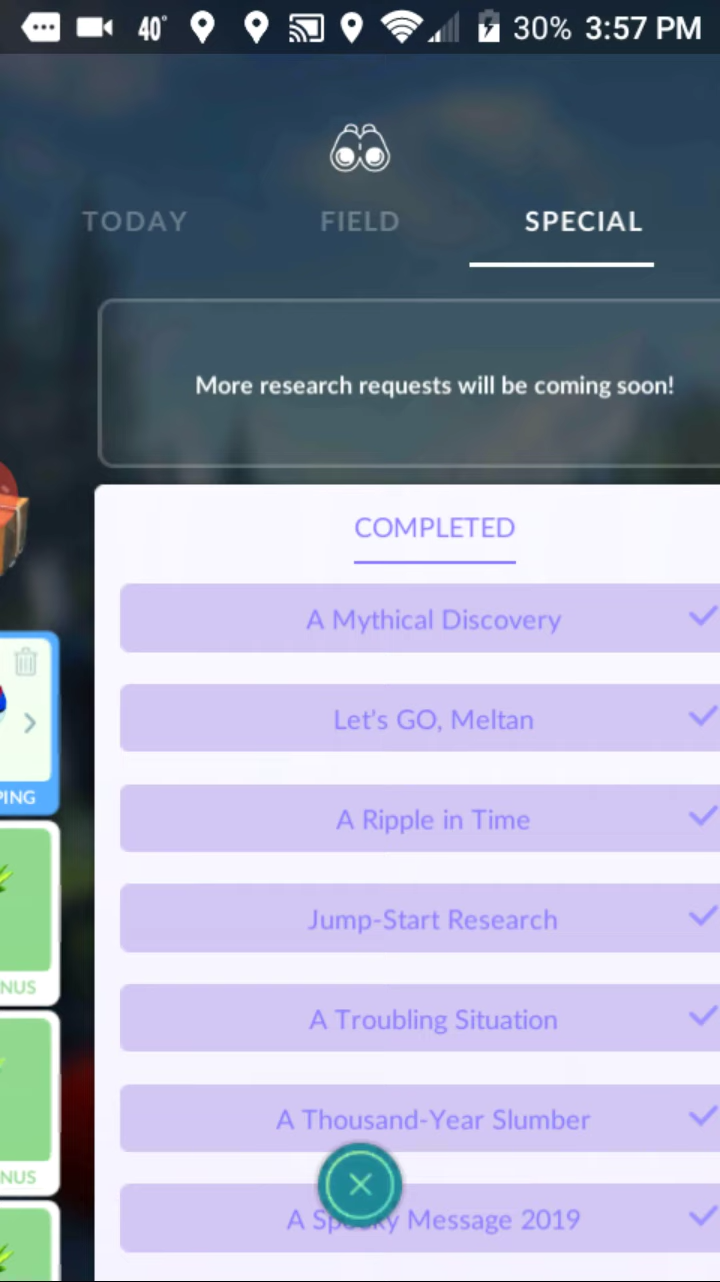 40° 30% 3:57 PM
TODAY FIELD SPECIAL
More research requests will be coming soon!
COMPLETED
A Mythical Discovery
Let's GO, Meltan
A Ripple in Time
Jump-Start Research
PING
A Troubling Situation
NUS
A Thousand-Year Slumber
NUS
A Spooky Message 2019